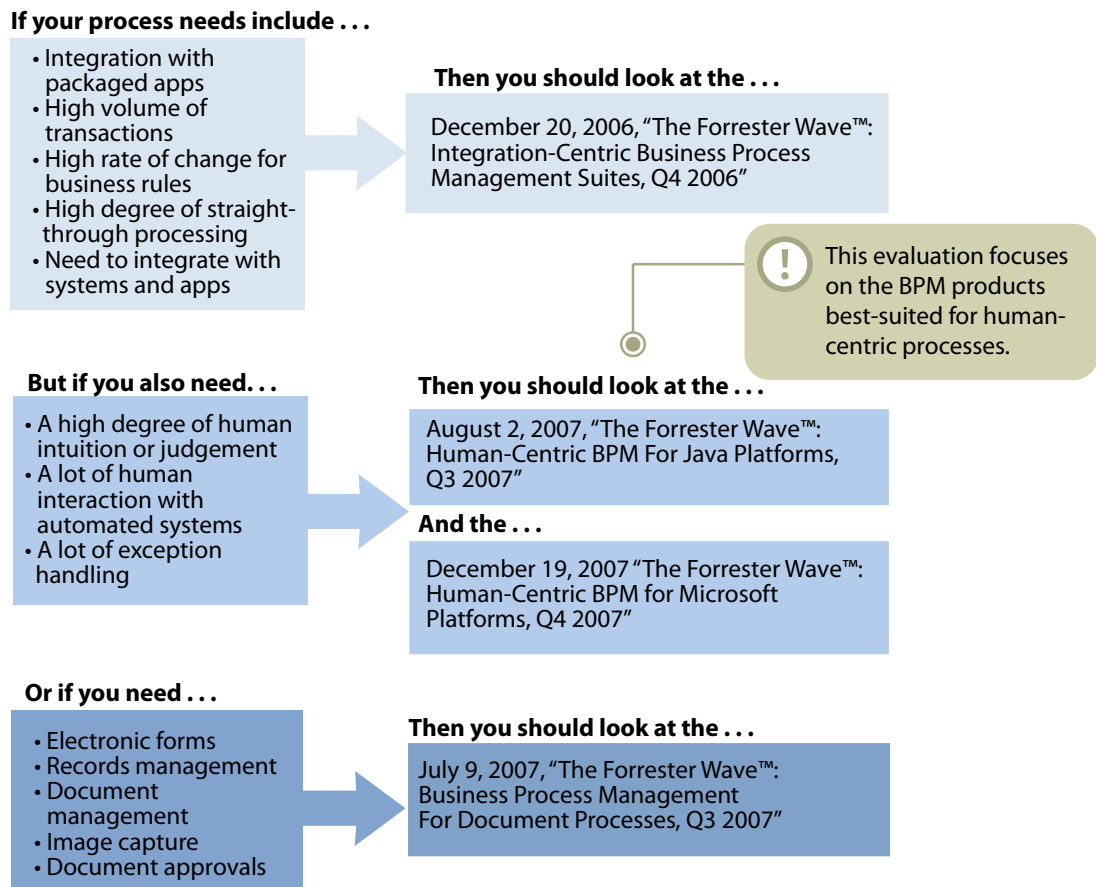 If your process needs include . . .
• Integration with
packaged apps
• High volume of
transactions
• High rate of change for
business rules
• High degree of straight-
through processing
• Need to integrate with
systems and apps
Then you should look at the . . .
December 20, 2006, “The Forrester Wave™:
Integration-Centric Business Process
Management Suites, Q4 2006”
!
This evaluation focuses
on the BPM products
best-suited for human-
centric processes.
But if you also need. . .
• A high degree of human
intuition or judgement
• A lot of human
interaction with
automated systems
• A lot of exception
handling
Then you should look at the . . .
August 2, 2007, “The Forrester Wave™:
Human-Centric BPM For Java Platforms,
Q3 2007”
And the . . .
December 19, 2007 “The Forrester Wave™:
Human-Centric BPM for Microsoft
Platforms, Q4 2007”
Or if you need . . .
• Electronic forms
• Records management
• Document
management
• Image capture
• Document approvals
Then you should look at the . . .
July 9, 2007, “The Forrester Wave™:
Business Process Management
For Document Processes, Q3 2007”